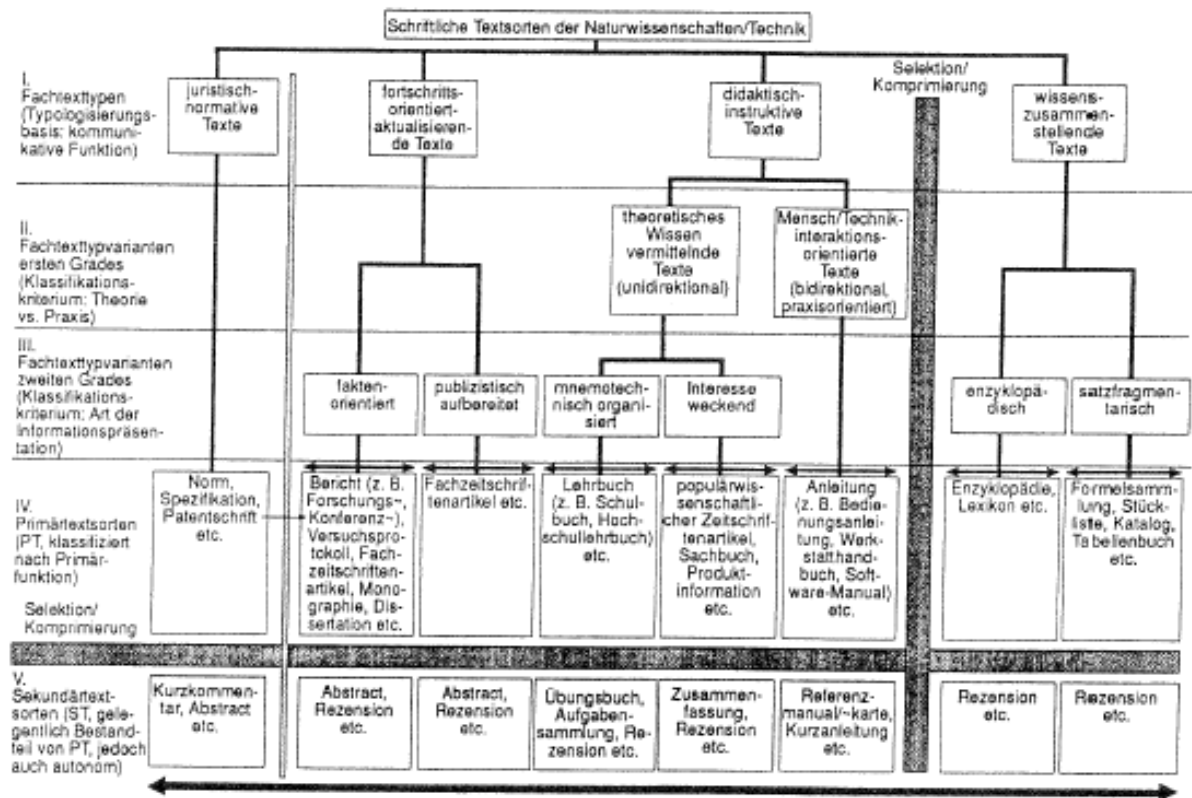 Schriftliche Textsorten der Naturwissenschaften/Technik
I.
Fachtexttypen
(Typologisierungs-
basis: kommuni-
kative Funktion)
juristisch-
normative
Texte
fortschritts-
orientiert-
aktualisieren-
de Texte
didaktisch-
instruktive
Texte
Selektion/
Komprimierung
wissens-
zusammen-
stellende
Texte
II.
Fachtexttypvarianten
ersten Grades
(Klassifikations-
kriterium: Theorie
vs. Praxis)
theoretisches
Wissen
vermittelnde
Texte
(unidirektional)
Mensch/Technik-
interaktions-
orientierte
Texte
(bidirektional,
praxisorientiert)
III.
Fachtexttypvarianten
zweiten Grades
(Klassifikations-
kriterium: Art der
Informationspräsen-
tation)
fakten-
orientiert
publizistisch
aufbereitet
mnemotech-
nisch organi-
siert
Interesse
weckend
enzyklopä-
disch
satzfragmen-
tarisch
IV.
Primärtextsorten
(PT, klassifiziert
nach Primär-
funktion)
Norm,
Spezifikation,
Patentschrift
etc.
Bericht (z. B.
Forschungs~,
Konferenz~),
Versuchspro-
tokoll, Fach-
zeitschriften-
artikel, Mono-
graphie, Dis-
sertation etc.
Fachzeitschrif-
tenartikel etc.
Lehrbuch
(z. B. Schul-
buch, Hoch-
schullehrbuch)
etc.
populärwis-
senschaftli-
cher Zeitschrif-
tenartikel,
Sachbuch,
Produkt-
information
etc.
Anleitung
(z. B. Bedie-
nungsanlei-
tung, Werk-
statthand-
buch, Soft-
ware-Manual)
etc.
Enzyklopädie,
Lexikon etc.
Formelsamm-
lung, Stück-
liste, Katalog,
Tabellenbuch
etc.
Selektion/
Komprimierung
V.
Sekundärtext-
sorten (ST, gele-
gentlich Bestand-
teil von PT, jedoch
auch autonom)
Kurzkommen-
tar, Abstract
etc.
Abstract,
Rezension
etc.
Abstract,
Rezension
etc.
Übungsbuch,
Aufgaben-
sammlung, Re-
zension etc.
Zusammen-
fassung,
Rezension
etc.
Referenz-
manual/~karte,
Kurzanleitung
etc.
Rezension
etc.
Rezension
etc.